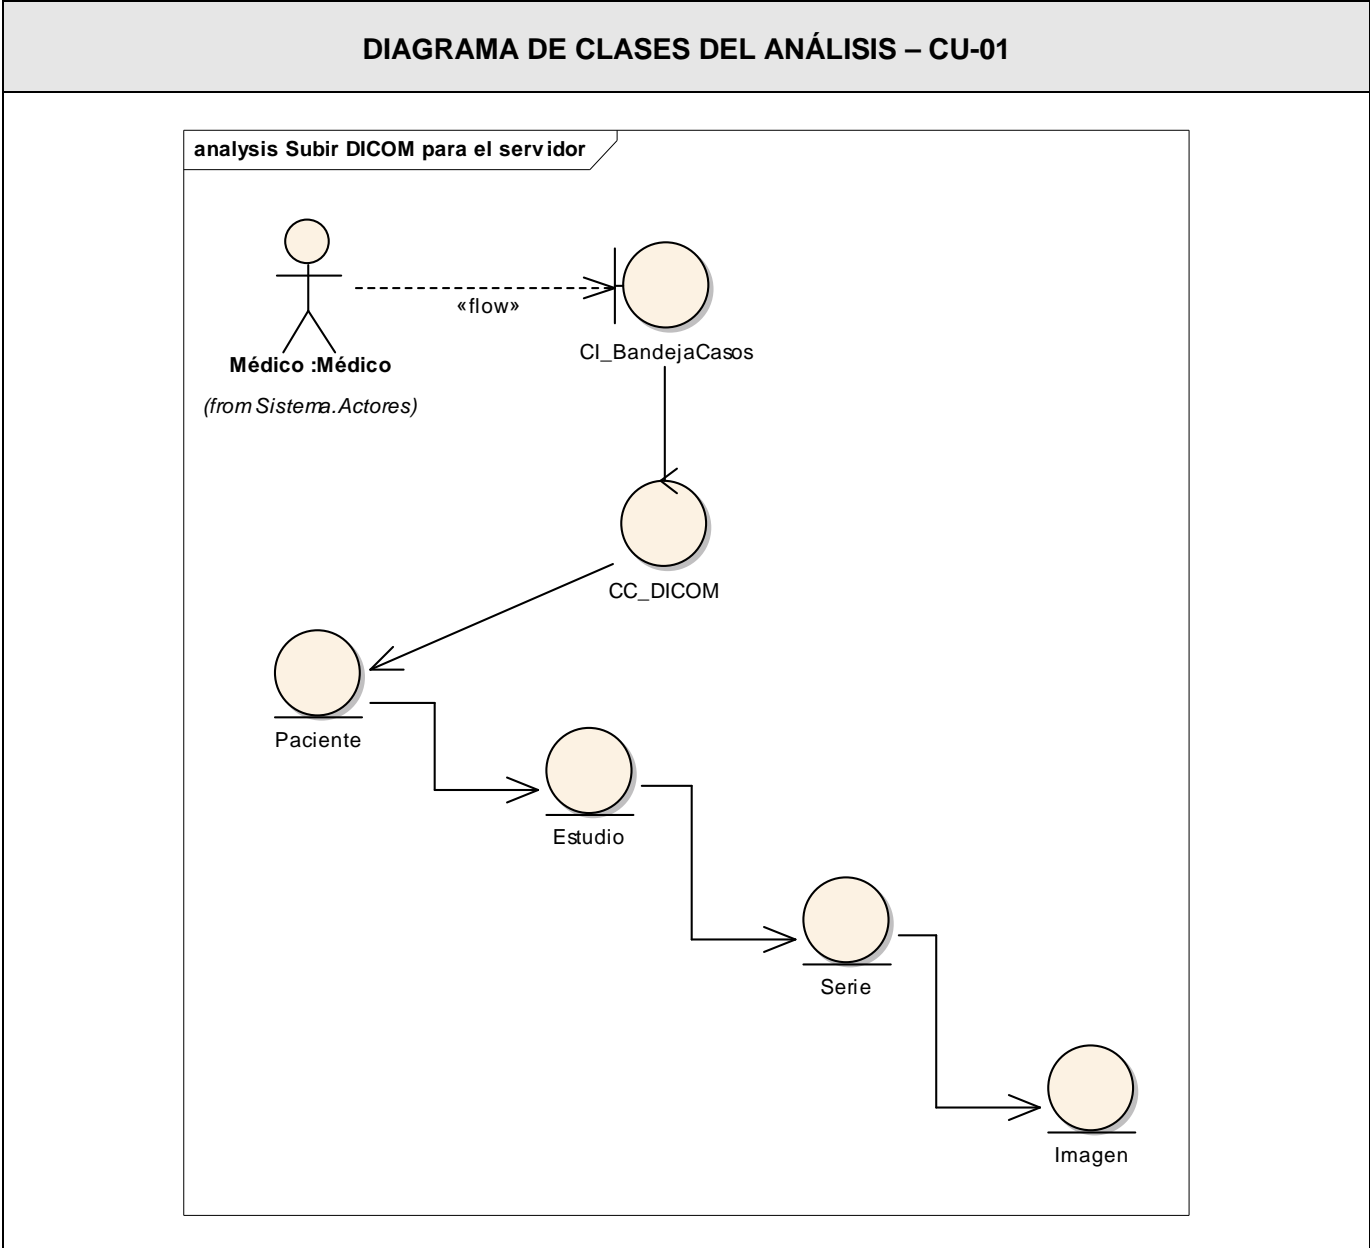 DIAGRAMA DE CLASES DEL ANÁLISIS – CU-01
analysis Subir DICOM para el servidor
«flow»
CI_BandejaCasos
Médico :Médico
(from Sistema.Actores)
CC_DICOM
Paciente
Estudio
Serie
Imagen